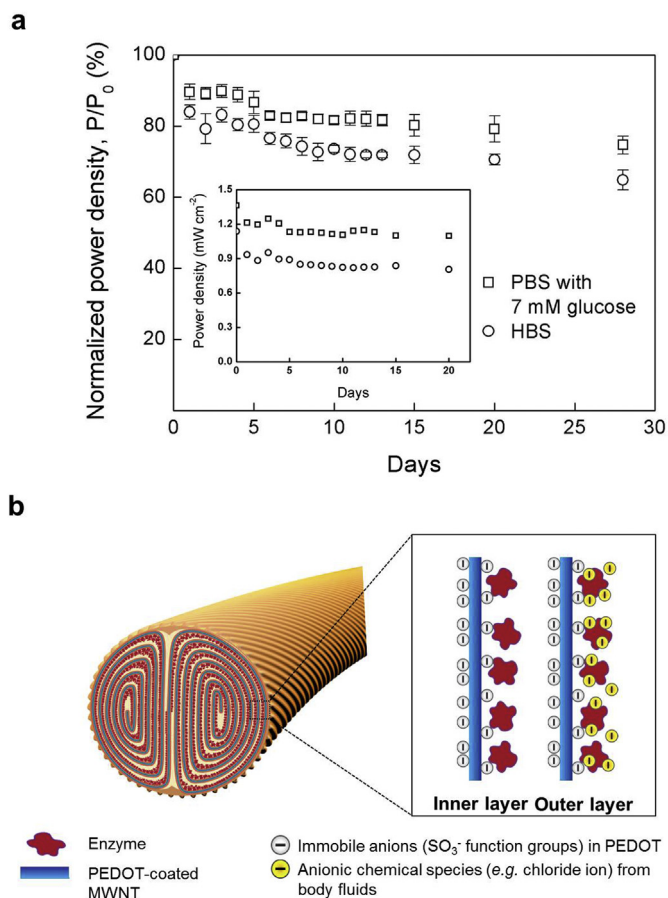 a
Normalized power density, P/P₀ (%)
100
80
60
40
20
0
5
10
15
20
25
30
Days
Power density (mW cm⁻²)
1.5
1.2
0.9
0.6
0.3
0.0
0
5
10
15
20
Days
PBS with
7 mM glucose
HBS
b
Inner layer Outer layer
Enzyme
PEDOT-coated
MWNT
Immobile anions (SO₃⁻ function groups) in PEDOT
Anionic chemical species (e.g. chloride ion) from
body fluids